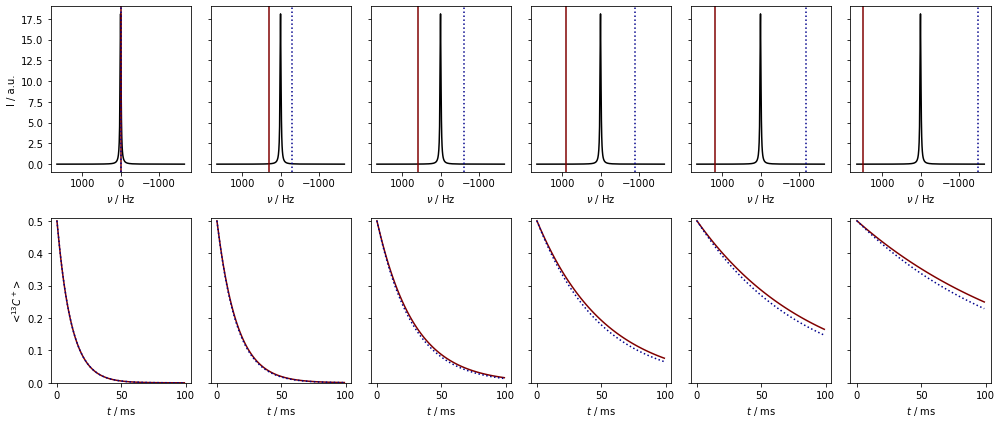 I / a.u.
17.5
15.0
12.5
10.0
7.5
5.0
2.5
0.0
1000 0 −1000
1000 0 −1000
1000 0 −1000
1000 0 −1000
1000 0 −1000
1000 0 −1000
ν / Hz
ν / Hz
ν / Hz
ν / Hz
ν / Hz
ν / Hz
<¹³C⁺>
0.5
0.4
0.3
0.2
0.1
0.0
0 50 100
0 50 100
0 50 100
0 50 100
0 50 100
0 50 100
t / ms
t / ms
t / ms
t / ms
t / ms
t / ms